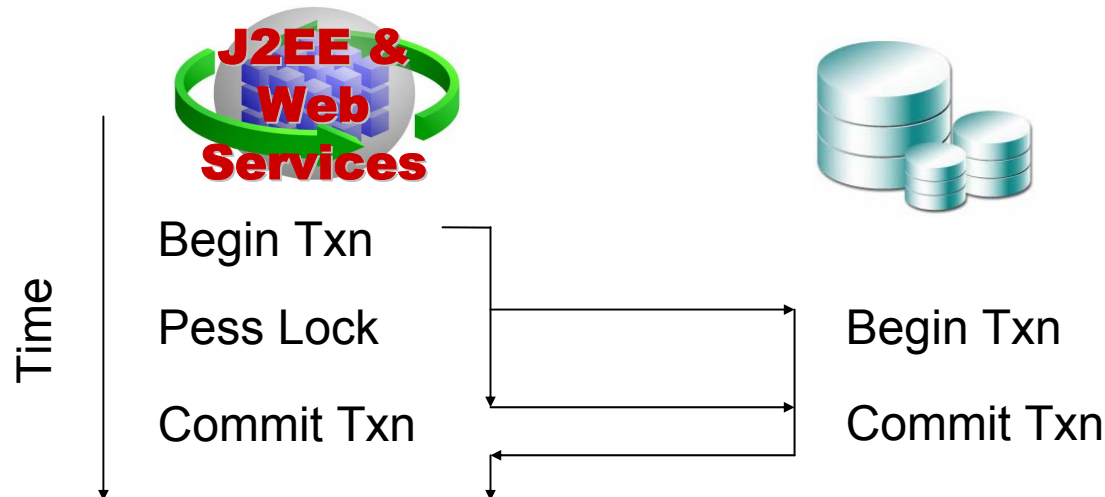 J2EE &
Web
Services
Time
Begin Txn
Pess Lock
Begin Txn
Commit Txn
Commit Txn